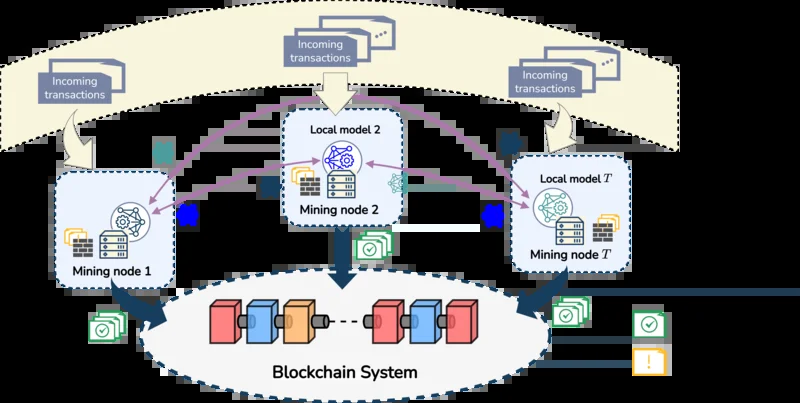 Incoming
transactions
Incoming
transactions
Incoming
transactions
Local model 2
Mining node 2
Local model T
Mining node T
Mining node 1
Blockchain System